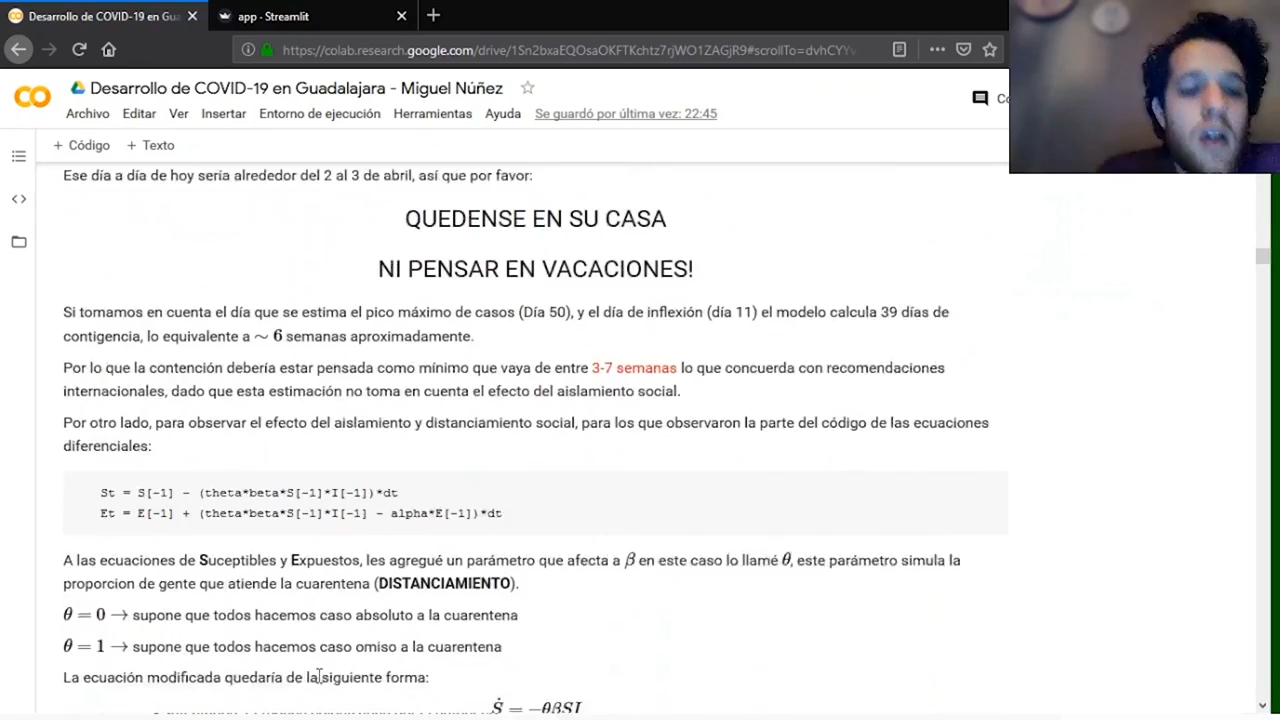 Desarrollo de COVID-19 en Gua
app - Streamlit
https://colab.research.google.com/drive/1Sn2bxaEQOsaOKFTKchtz7rjWO1ZAGjR9#scrollTo=dvhCYV
CO
Desarrollo de COVID-19 en Guadalajara - Miguel Núñez
Archivo Editar Ver Insertar Entorno de ejecución Herramientas Ayuda Se guardó por última vez: 22:45
+ Código + Texto
Ese día a día de hoy sería alrededor del 2 al 3 de abril, así que por favor:
QUEDENSE EN SU CASA
NI PENSAR EN VACACIONES!
Si tomamos en cuenta el día que se estima el pico máximo de casos (Día 50), y el día de inflexión (día 11) el modelo calcula 39 días de
contigencia, lo equivalente a ∼ 6 semanas aproximadamente.
Por lo que la contención debería estar pensada como mínimo que vaya de entre 3-7 semanas lo que concuerda con recomendaciones
internacionales, dado que esta estimación no toma en cuenta el efecto del aislamiento social.
Por otro lado, para observar el efecto del aislamiento y distanciamiento social, para los que observaron la parte del código de las ecuaciones
diferenciales:
St = S[-1] - (theta*beta*S[-1]*I[-1])*dt
Et = E[-1] + (theta*beta*S[-1]*I[-1] - alpha*E[-1])*dt
A las ecuaciones de Suceptibles y Expuestos, les agregué un parámetro que afecta a β en este caso lo llamé θ, este parámetro simula la
proporcion de gente que atiende la cuarentena (DISTANCIAMIENTO).
θ = 0 → supone que todos hacemos caso absoluto a la cuarentena
θ = 1 → supone que todos hacemos caso omiso a la cuarentena
La ecuación modificada quedaría de la siguiente forma:
Ṡ = −θβSI